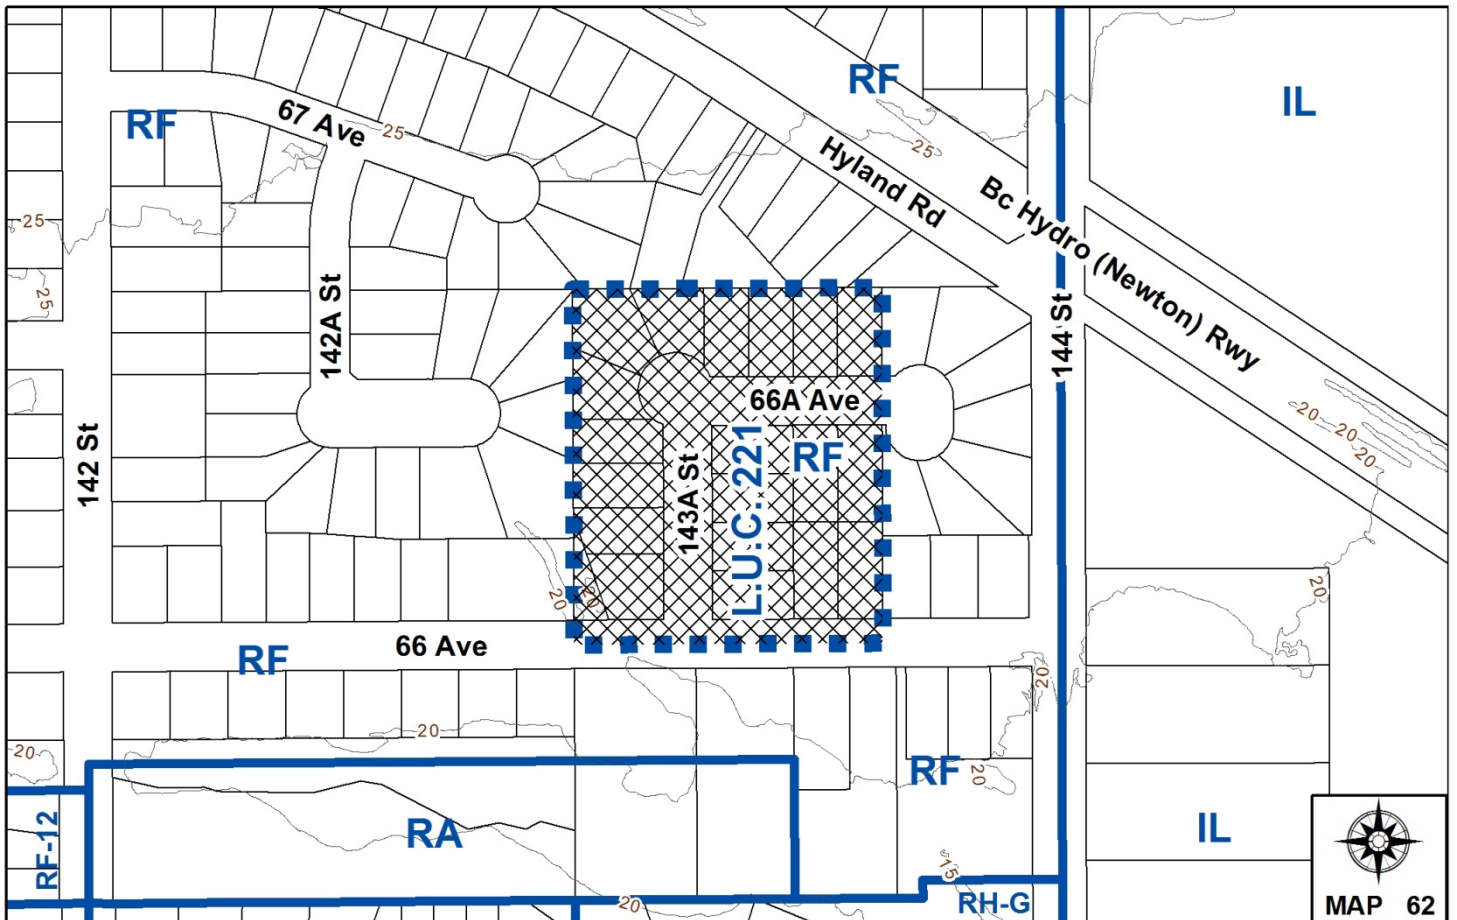 RF
IL
67 Ave
RF
25
25
Hyland Rd
Bc Hydro (Newton) Rwy
25
25
142A St
144 St
66A Ave
20
20
20
142 St
L.U.C. 221
RF
143A St
20
20
20
66 Ave
RF
20
20
20
RF
20
RF-12
RA
IL
15
RH-G
20
MAP 62